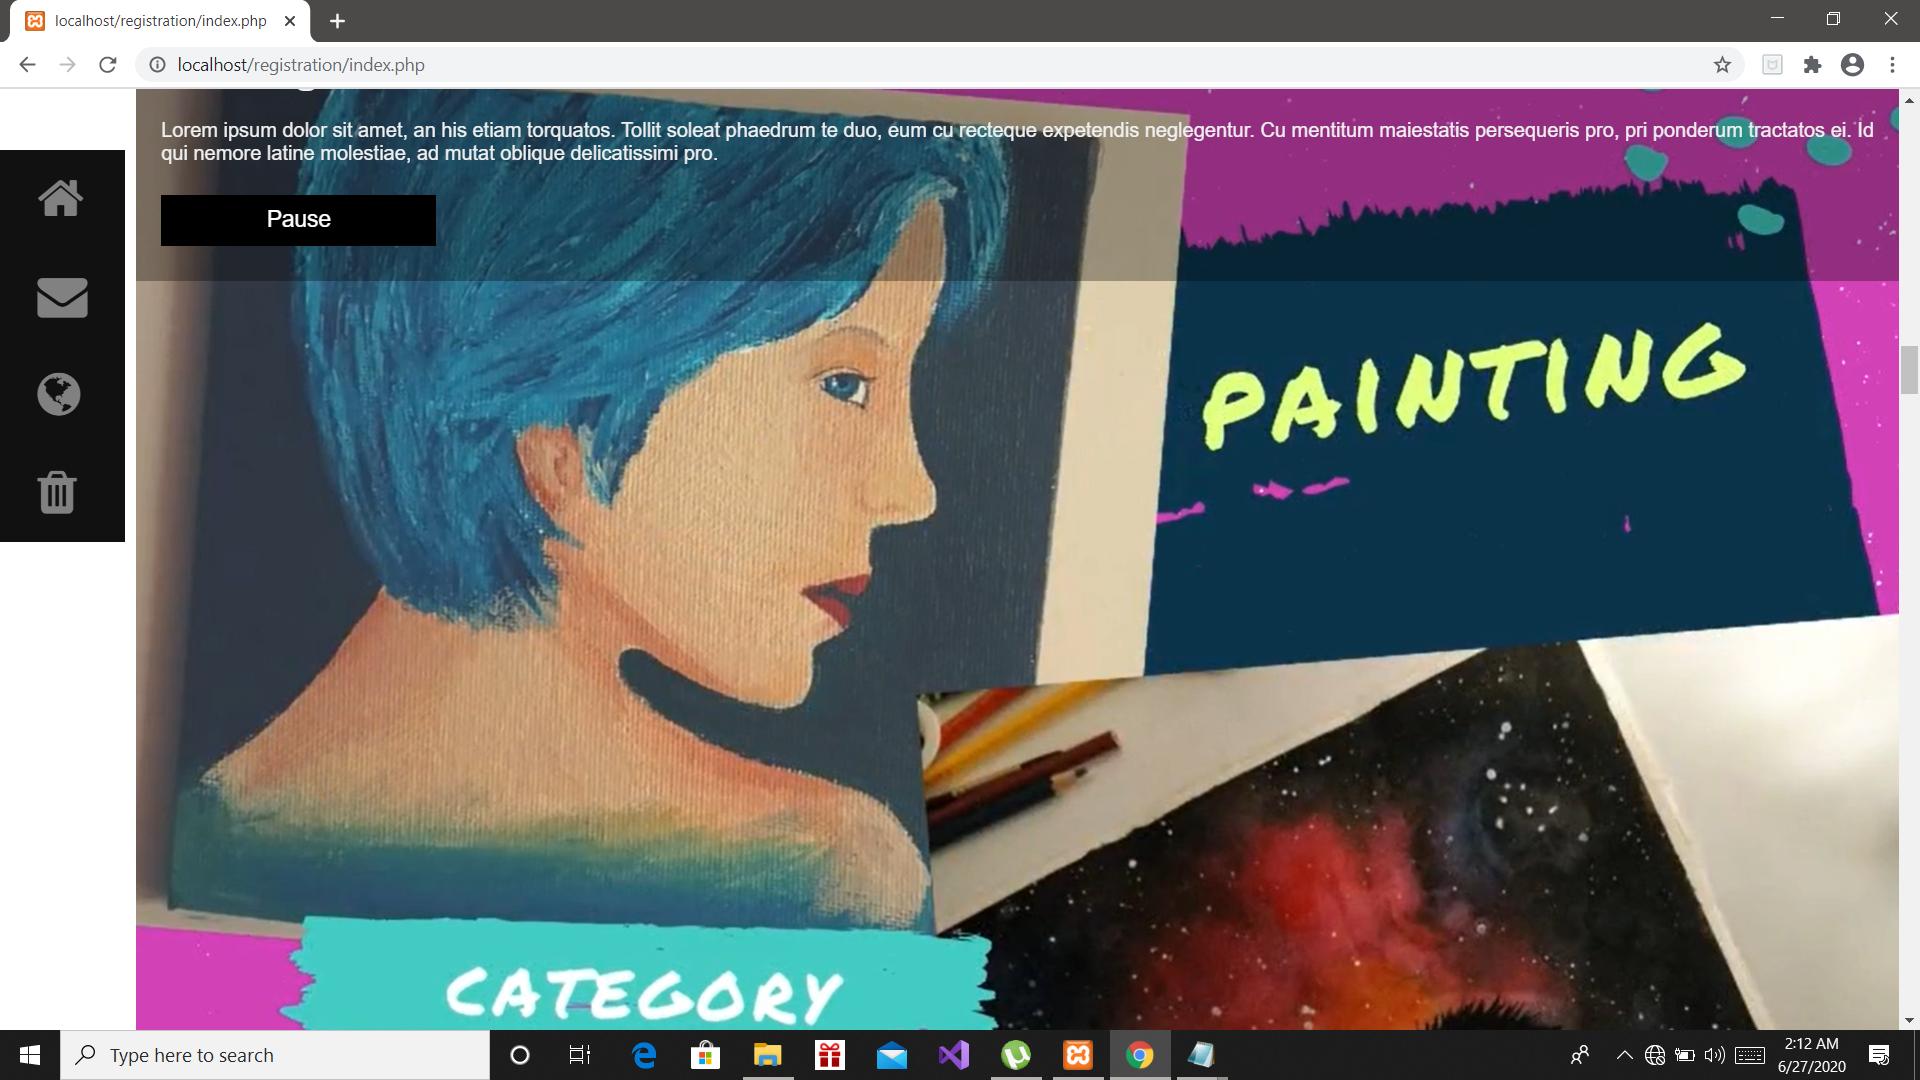 localhost/registration/index.php
localhost/registration/index.php
Lorem ipsum dolor sit amet, an his etiam torquatos. Tollit soleat phaedrum te duo, eum cu recteque expetendis neglegentur. Cu mentitum maiestatis persequeris pro, pri ponderum tractatos ei. Id
qui nemore latine molestiae, ad mutat oblique delicatissimi pro.
Pause
PAINTING
CATEGORY
Type here to search
2:12 AM
6/27/2020